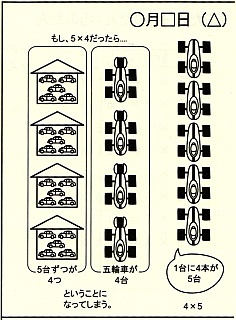 〇月□日（△）
もし、5×4だったら....
5台ずつが
4つ
五輪車が
4台
ということに
なってしまう。
1台に4本が
5台
4×5